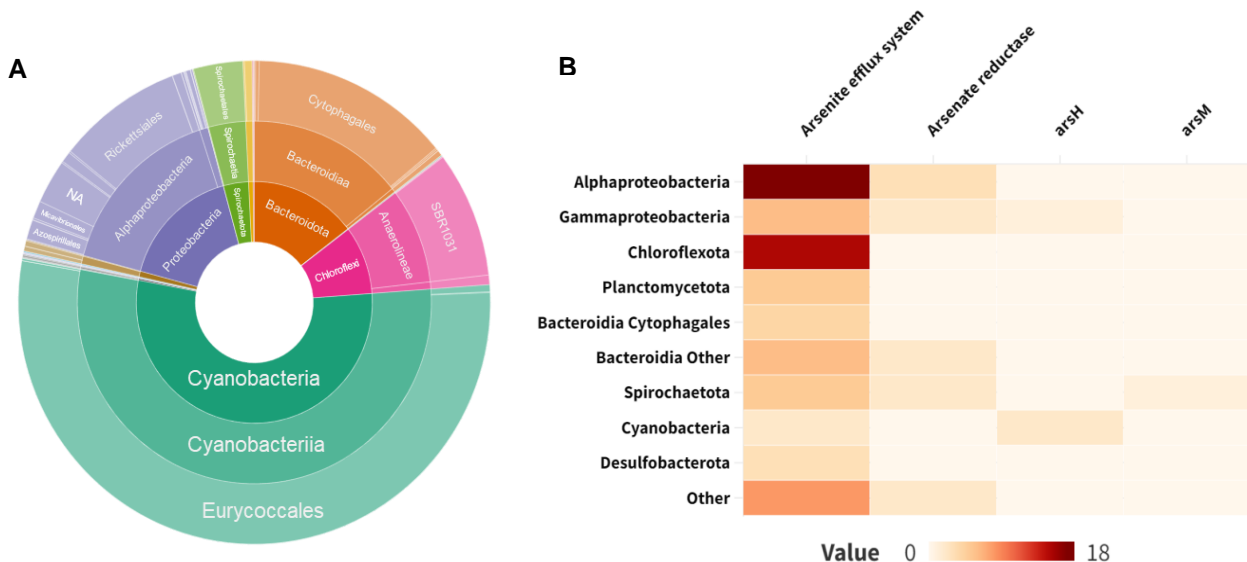 A
Cytophagales
Bacteroidiaa
Bacteroidota
SBR1031
Anaerolineae
Chloroflexi
Cyanobacteria
Cyanobacteriia
Eurycoccales
Azospirillales
Micavibrionales
NA
Rickettsiales
Alphaproteobacteria
Proteobacteria
Spirochaetales
Spirochaetia
Spirochaetota
B
Arsenite efflux system
Arsenate reductase
arsH
arsM
Alphaproteobacteria
Gammaproteobacteria
Chloroflexota
Planctomycetota
Bacteroidia Cytophagales
Bacteroidia Other
Spirochaetota
Cyanobacteria
Desulfobacterota
Other
Value 0 18